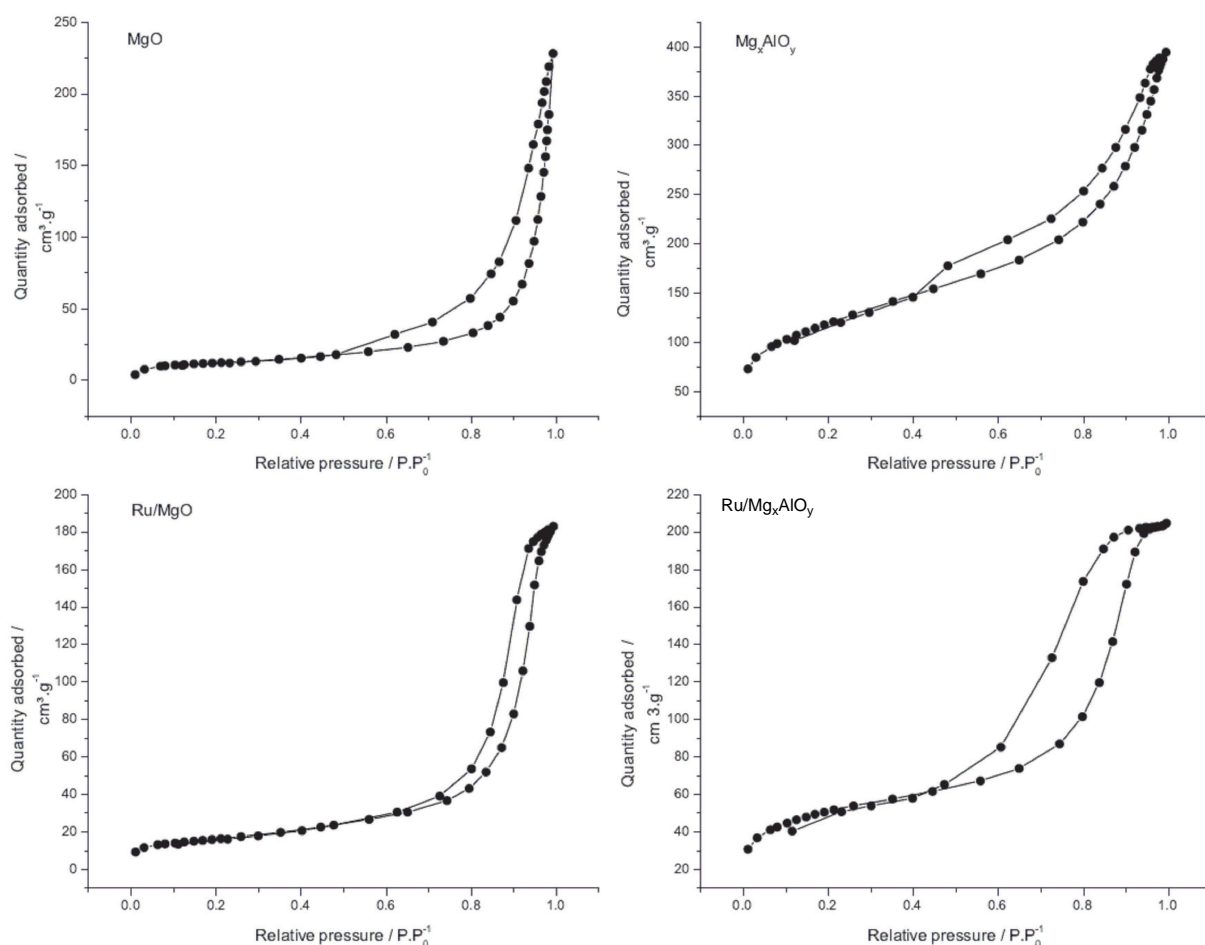 MgO
250
200
150
100
50
0
Quantity adsorbed /
cm³.g⁻¹
0.0 0.2 0.4 0.6 0.8 1.0
Relative pressure / P.P₀⁻¹
MgₓAlOᵧ
400
350
300
250
200
150
100
50
Quantity adsorbed /
cm³.g⁻¹
0.0 0.2 0.4 0.6 0.8 1.0
Relative pressure / P.P₀⁻¹
Ru/MgO
200
180
160
140
120
100
80
60
40
20
0
Quantity adsorbed /
cm³.g⁻¹
0.0 0.2 0.4 0.6 0.8 1.0
Relative pressure / P.P₀⁻¹
Ru/MgₓAlOᵧ
220
200
180
160
140
120
100
80
60
40
20
Quantity adsorbed /
cm 3.g⁻¹
0.0 0.2 0.4 0.6 0.8 1.0
Relative pressure / P.P₀⁻¹